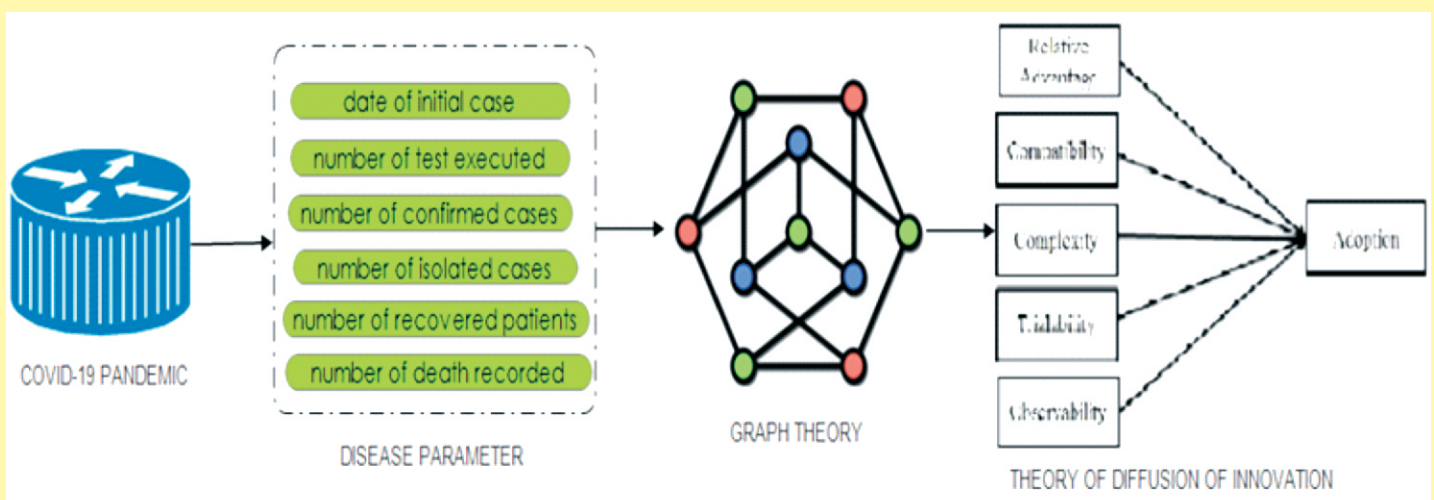 COVID-19 PANDEMIC
date of initial case
number of test executed
number of confirmed cases
number of isolated cases
number of recovered patients
number of death recorded
DISEASE PARAMETER
GRAPH THEORY
Relative
Advantage
Compatibility
Complexity
Trialability
Observability
Adoption
THEORY OF DIFFUSION OF INNOVATION